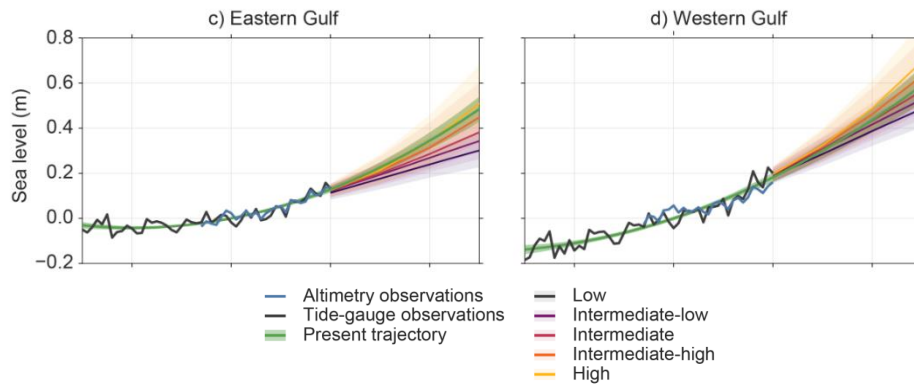 c) Eastern Gulf
d) Western Gulf
0.8
0.6
0.4
0.2
0.0
−0.2
Sea level (m)
Altimetry observations
Tide-gauge observations
Present trajectory
Low
Intermediate-low
Intermediate
Intermediate-high
High